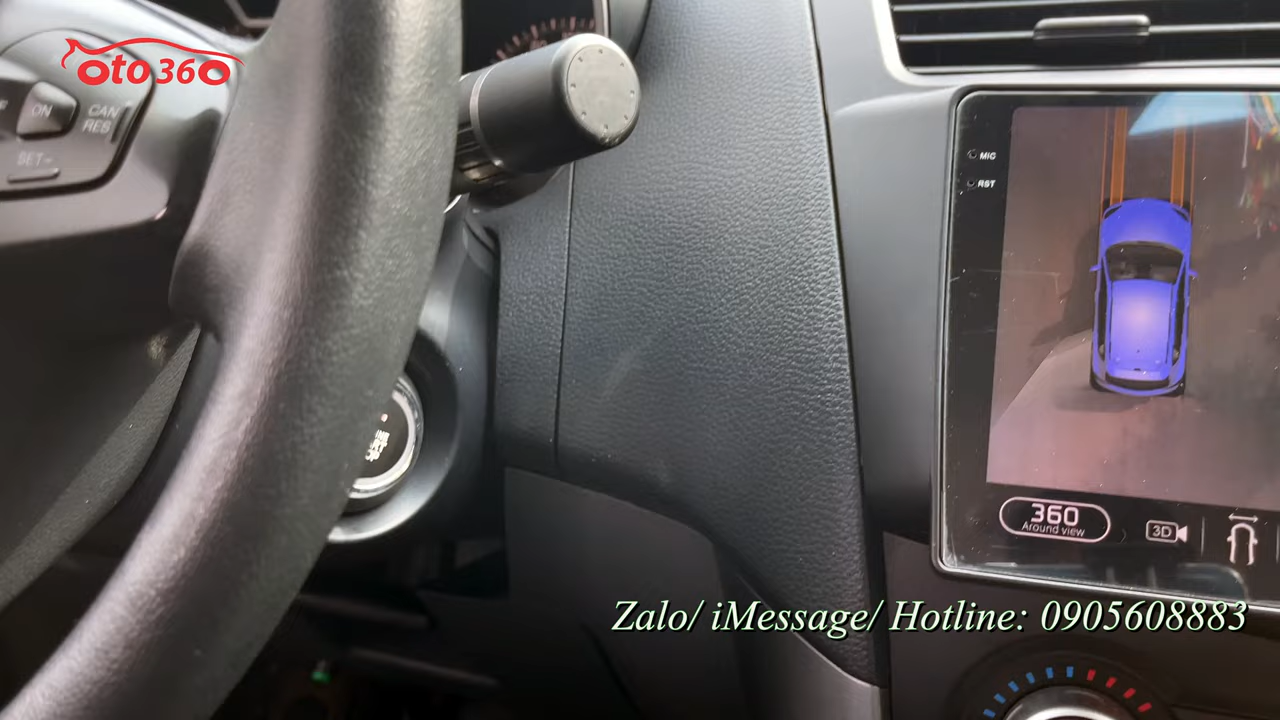 oto360
ON
CAN
RES
SET-
MIC
RST
360
Around view
3D
Zalo/ iMessage/ Hotline: 0905608883